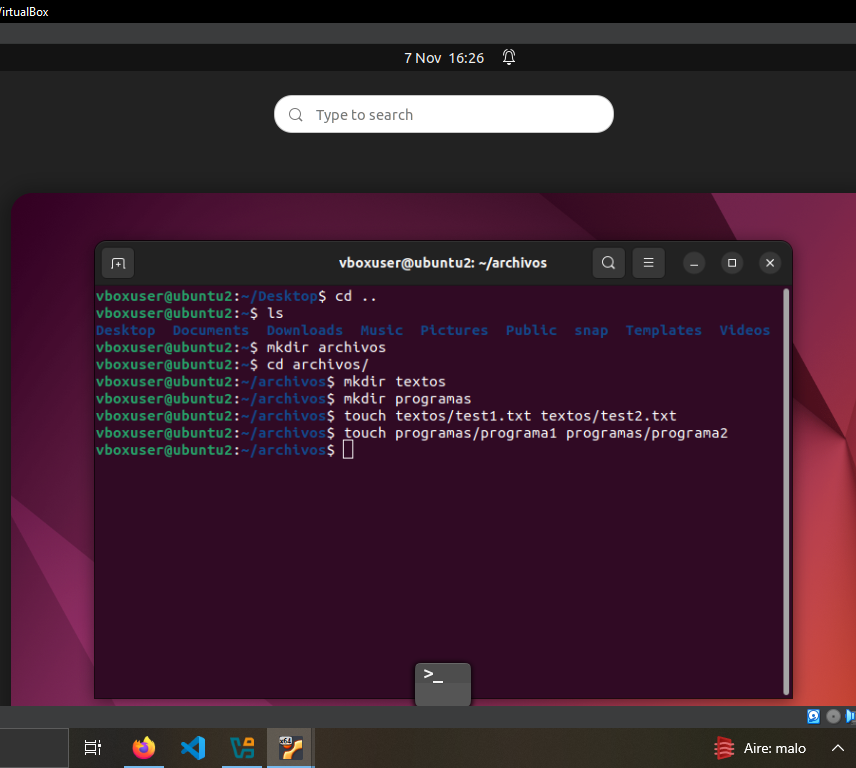 VirtualBox
7 Nov 16:26
Type to search
vboxuser@ubuntu2: ~/archivos
vboxuser@ubuntu2:~/Desktop$ cd ..
vboxuser@ubuntu2:~$ ls
Desktop Documents Downloads Music Pictures Public snap Templates Videos
vboxuser@ubuntu2:~$ mkdir archivos
vboxuser@ubuntu2:~$ cd archivos/
vboxuser@ubuntu2:~/archivos$ mkdir textos
vboxuser@ubuntu2:~/archivos$ mkdir programas
vboxuser@ubuntu2:~/archivos$ touch textos/test1.txt textos/test2.txt
vboxuser@ubuntu2:~/archivos$ touch programas/programa1 programas/programa2
vboxuser@ubuntu2:~/archivos$
>_
x64
Aire: malo